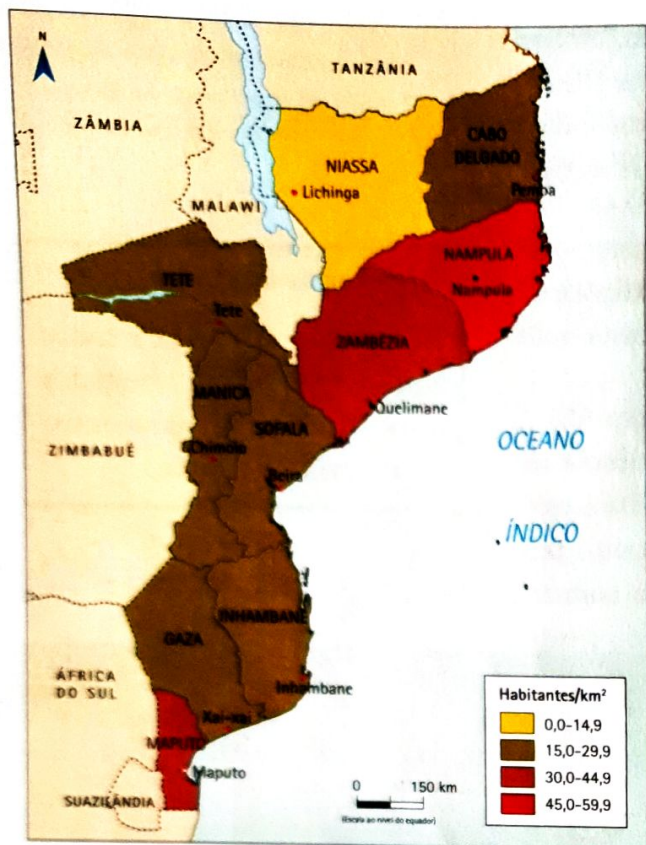 N
TANZÂNIA
ZÂMBIA
CABO
DELGADO
NIASSA
Lichinga
Pemba
MALAWI
NAMPULA
TETE
Nampula
Tete
ZAMBÉZIA
MANICA
Quelimane
SOFALA
OCEANO
Chimoio
ZIMBABUÉ
Beira
ÍNDICO
INHAMBANE
GAZA
ÁFRICA
DO SUL
Inhambane
Xai-xai
MAPUTO
Maputo
SUAZILÂNDIA
Habitantes/km²
0,0–14,9
15,0–29,9
30,0–44,9
45,0–59,9
0 150 km
(Escala ao nível do equador)